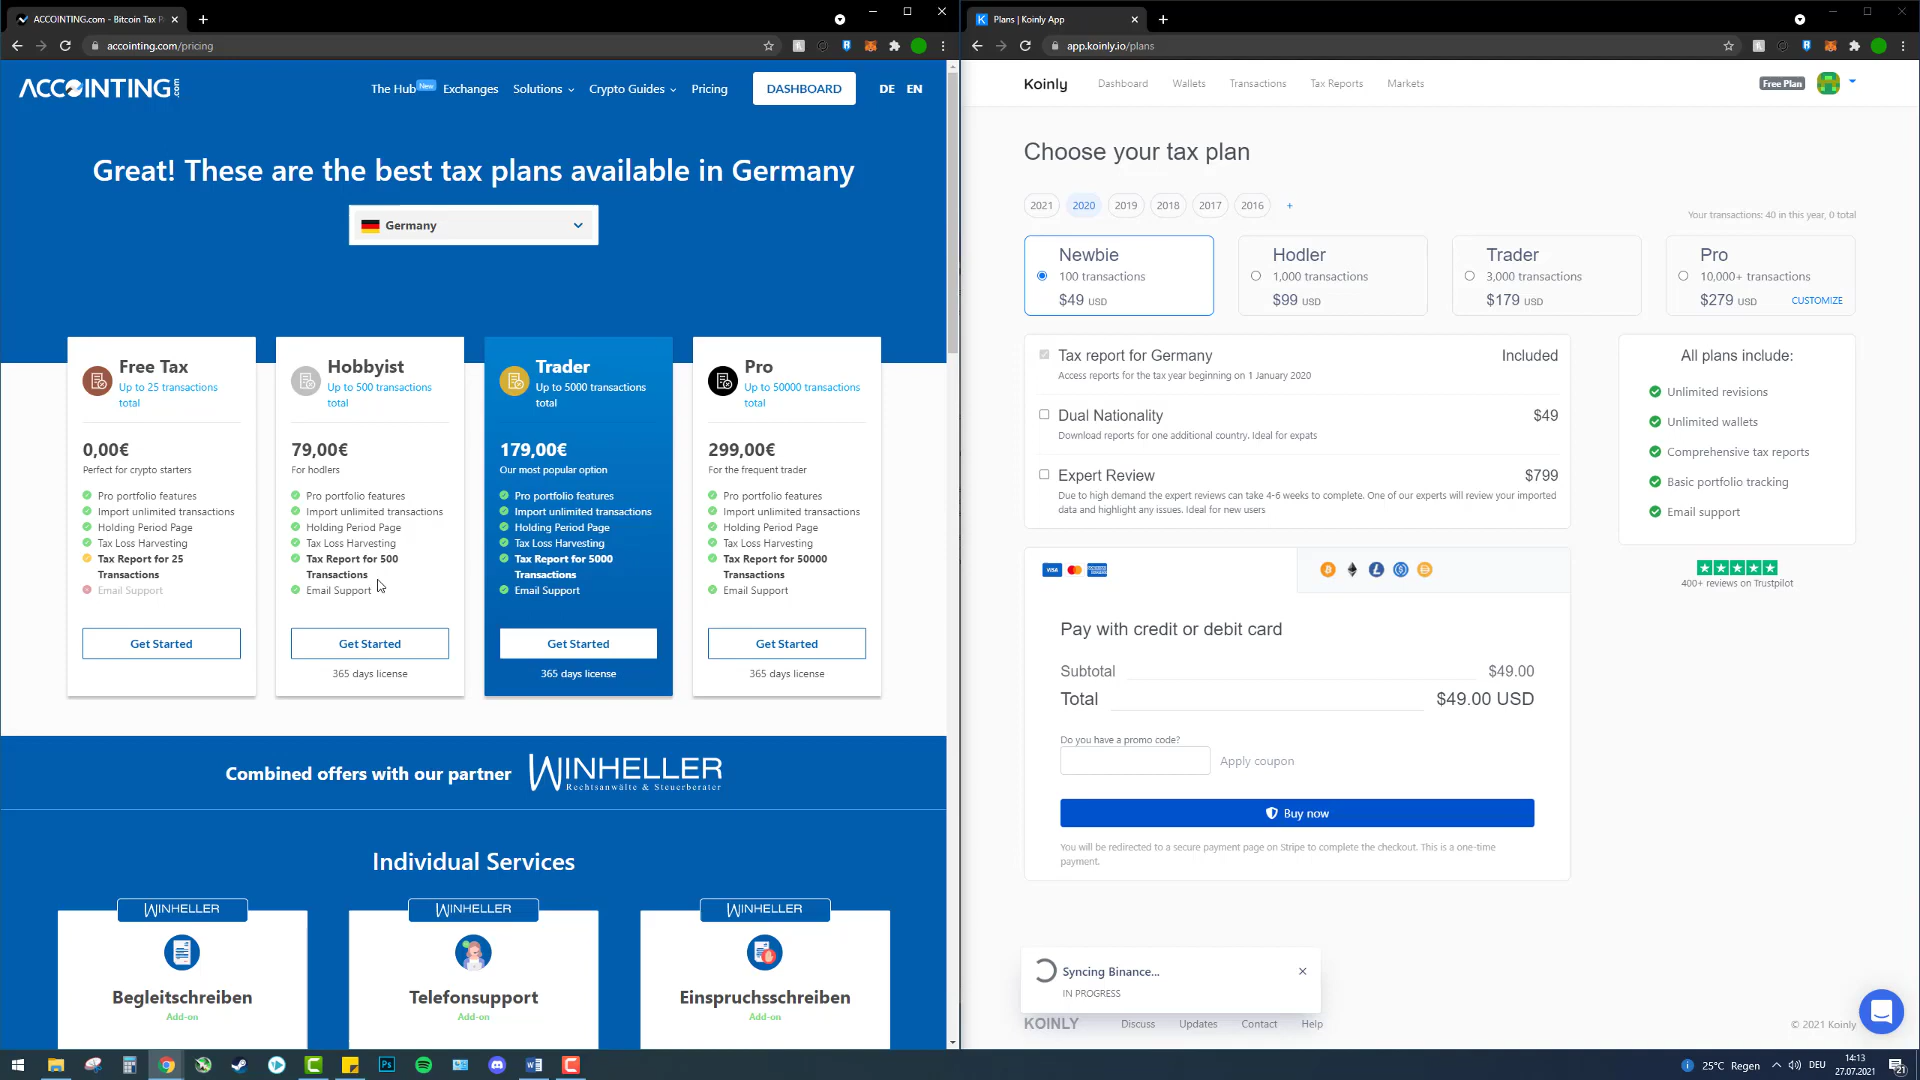 ACCOINTING.com - Bitcoin Tax R
accointing.com/pricing
ACCOINTING.com
The Hub New
Exchanges
Solutions
Crypto Guides
Pricing
DASHBOARD
DE EN
Great! These are the best tax plans available in Germany
Germany
Free Tax
Up to 25 transactions
total
0,00€
Perfect for crypto starters
Pro portfolio features
Import unlimited transactions
Holding Period Page
Tax Loss Harvesting
Tax Report for 25
Transactions
Email Support
Get Started
Hobbyist
Up to 500 transactions
total
79,00€
For hodlers
Pro portfolio features
Import unlimited transactions
Holding Period Page
Tax Loss Harvesting
Tax Report for 500
Transactions
Email Support
Get Started
365 days license
Trader
Up to 5000 transactions
total
179,00€
Our most popular option
Pro portfolio features
Import unlimited transactions
Holding Period Page
Tax Loss Harvesting
Tax Report for 5000
Transactions
Email Support
Get Started
365 days license
Pro
Up to 50000 transactions
total
299,00€
For the frequent trader
Pro portfolio features
Import unlimited transactions
Holding Period Page
Tax Loss Harvesting
Tax Report for 50000
Transactions
Email Support
Get Started
365 days license
Combined offers with our partner
WINHELLER
Rechtsanwälte & Steuerberater
Individual Services
WINHELLER
Begleitschreiben
Add-on
WINHELLER
Telefonsupport
Add-on
WINHELLER
Einspruchsschreiben
Add-on
Plans | Koinly App
app.koinly.io/plans
Koinly
Dashboard
Wallets
Transactions
Tax Reports
Markets
Free Plan
Choose your tax plan
2021 2020 2019 2018 2017 2016 +
Your transactions: 40 in this year, 0 total
Newbie
100 transactions
$49 USD
Hodler
1,000 transactions
$99 USD
Trader
3,000 transactions
$179 USD
Pro
10,000+ transactions
$279 USD
CUSTOMIZE
Tax report for Germany
Included
Access reports for the tax year beginning on 1 January 2020
Dual Nationality
$49
Download reports for one additional country. Ideal for expats
Expert Review
$799
Due to high demand the expert reviews can take 4-6 weeks to complete. One of our experts will review your imported
data and highlight any issues. Ideal for new users
All plans include:
Unlimited revisions
Unlimited wallets
Comprehensive tax reports
Basic portfolio tracking
Email support
400+ reviews on Trustpilot
VISA
Pay with credit or debit card
Subtotal
$49.00
Total
$49.00 USD
Do you have a promo code?
Apply coupon
Buy now
You will be redirected to a secure payment page on Stripe to complete the checkout. This is a one-time
payment.
Syncing Binance...
IN PROGRESS
KOINLY
Discuss
Updates
Contact
Help
© 2021 Koinly
Ps
25°C Regen
DEU
14:13
27.07.2021
21